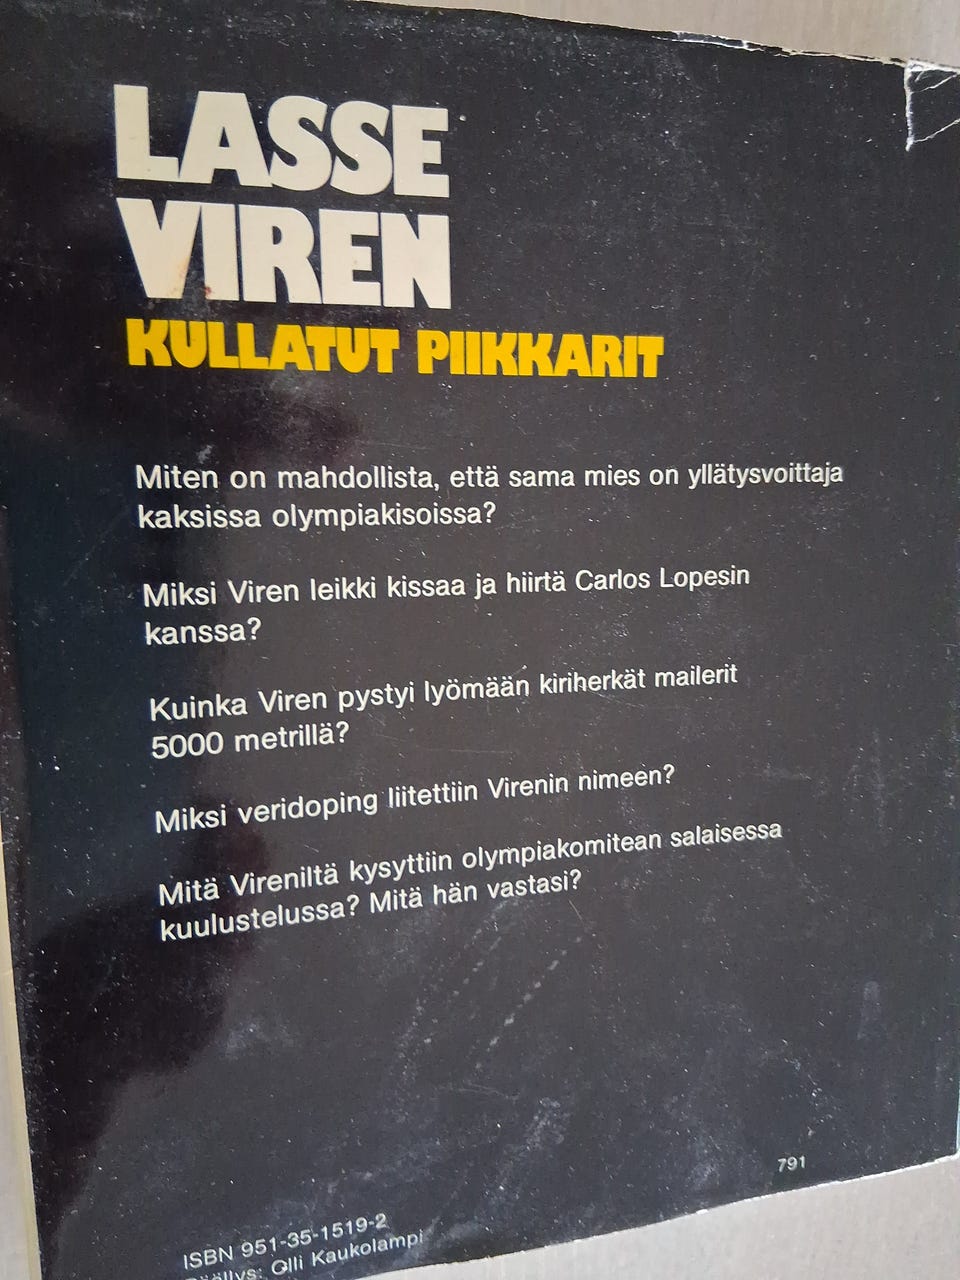 LASSE
VIREN
KULLATUT PIIKKARIT
Miten on mahdollista, että sama mies on yllätysvoittaja
kaksissa olympiakisoissa?
Miksi Viren leikki kissaa ja hiirtä Carlos Lopesin
kanssa?
Kuinka Viren pystyi lyömään kiriherkät mailerit
5000 metrillä?
Miksi veridoping liitettiin Virenin nimeen?
Mitä Vireniltä kysyttiin olympiakomitean salaisessa
kuulustelussa? Mitä hän vastasi?
791
ISBN 951-35-1519-2
Olli Kaukolampi